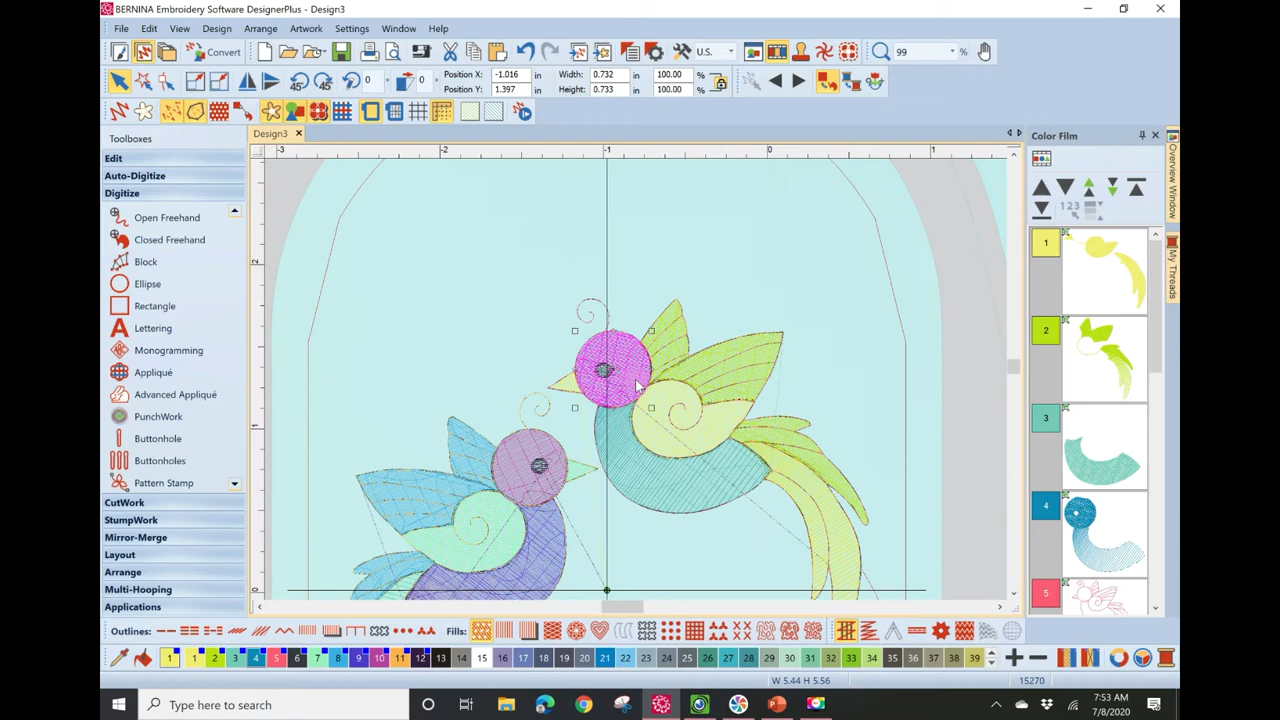 BERNINA Embroidery Software DesignerPlus - Design3
File Edit View Design Arrange Artwork Settings Window Help
Convert U.S. 99 %
45 45 0 0 Position X: -1.016 in Width: 0.732 in 100.00 %
Position Y: 1.397 in Height: 0.733 in 100.00 %
Toolboxes
Edit
Auto-Digitize
Digitize
Open Freehand
Closed Freehand
Block
Ellipse
Rectangle
Lettering
Monogramming
Appliqué
Advanced Appliqué
PunchWork
Buttonhole
Buttonholes
Pattern Stamp
CutWork
StumpWork
Mirror-Merge
Layout
Arrange
Multi-Hooping
Applications
Design3
-3 -2 -1 0 1
2
1
0
Color Film
123
1
2
3
4
5
Overview Window
My Threads
Outlines: Fills:
1 1 2 3 4 5 6 7 8 9 10 11 12 13 14 15 16 17 18 19 20 21 22 23 24 25 26 27 28 29 30 31 32 33 34 35 36 37 38 39
W 5.44 H 5.56 15270
Type here to search
7:53 AM
7/8/2020